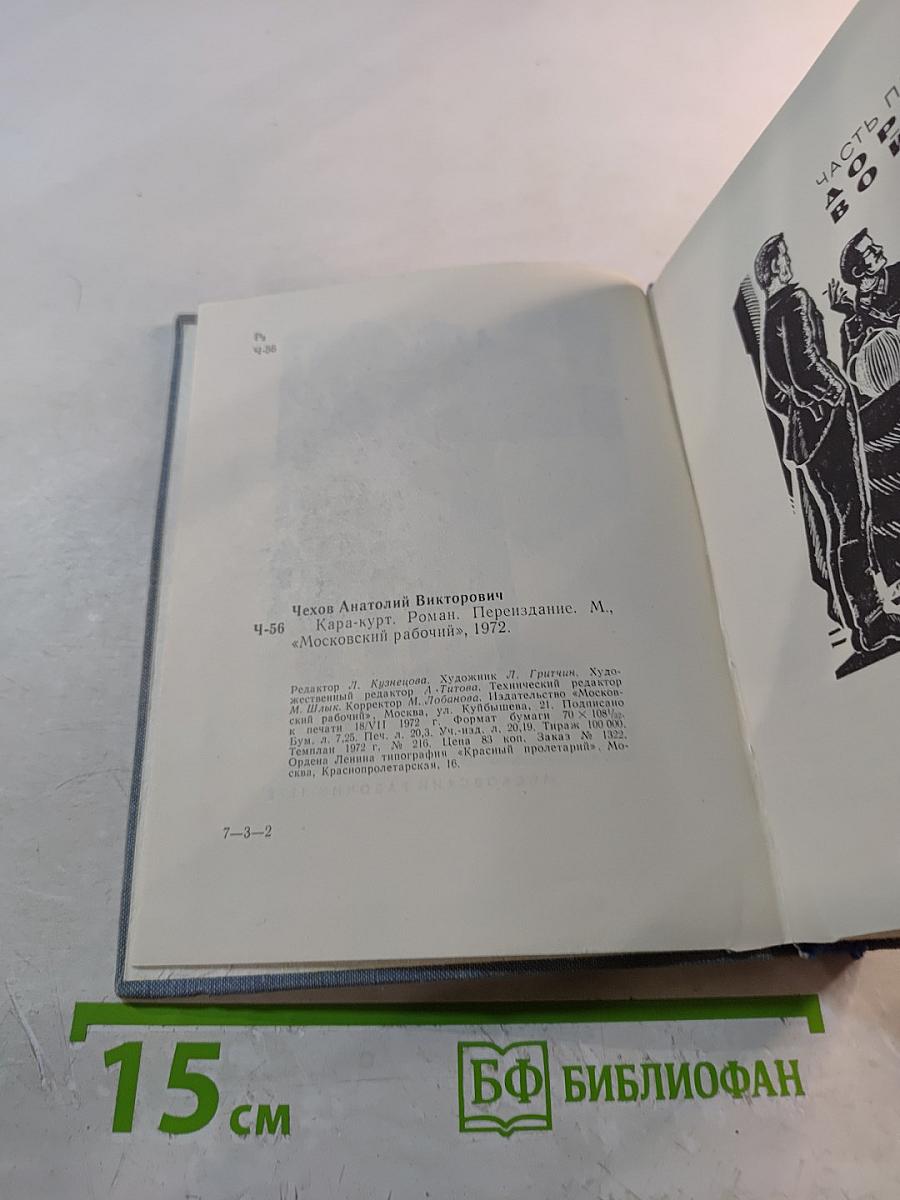 Р2
Ч-56
Чехов Анатолий Викторович
Ч-56 Кара-курт. Роман. Переиздание. М.,
«Московский рабочий», 1972.
Редактор Л. Кузнецова. Художник Л. Гритчин. Худо-
жественный редактор А. Титова. Технический редактор
М. Шлык. Корректор М. Лобанова. Издательство «Москов-
ский рабочий», Москва, ул. Куйбышева, 21. Подписано
к печати 18/VII 1972 г. Формат бумаги 70 × 108¹/₃₂.
Бум. л. 7,25. Печ. л. 20,3. Уч.-изд. л. 20,19. Тираж 100 000.
Темплан 1972 г. № 216. Цена 83 коп. Заказ № 1322.
Ордена Ленина типография «Красный пролетарий». Мо-
сква, Краснопролетарская, 16.
7—3—2
ЧАСТЬ
15 см
БФ БИБЛИОФАН